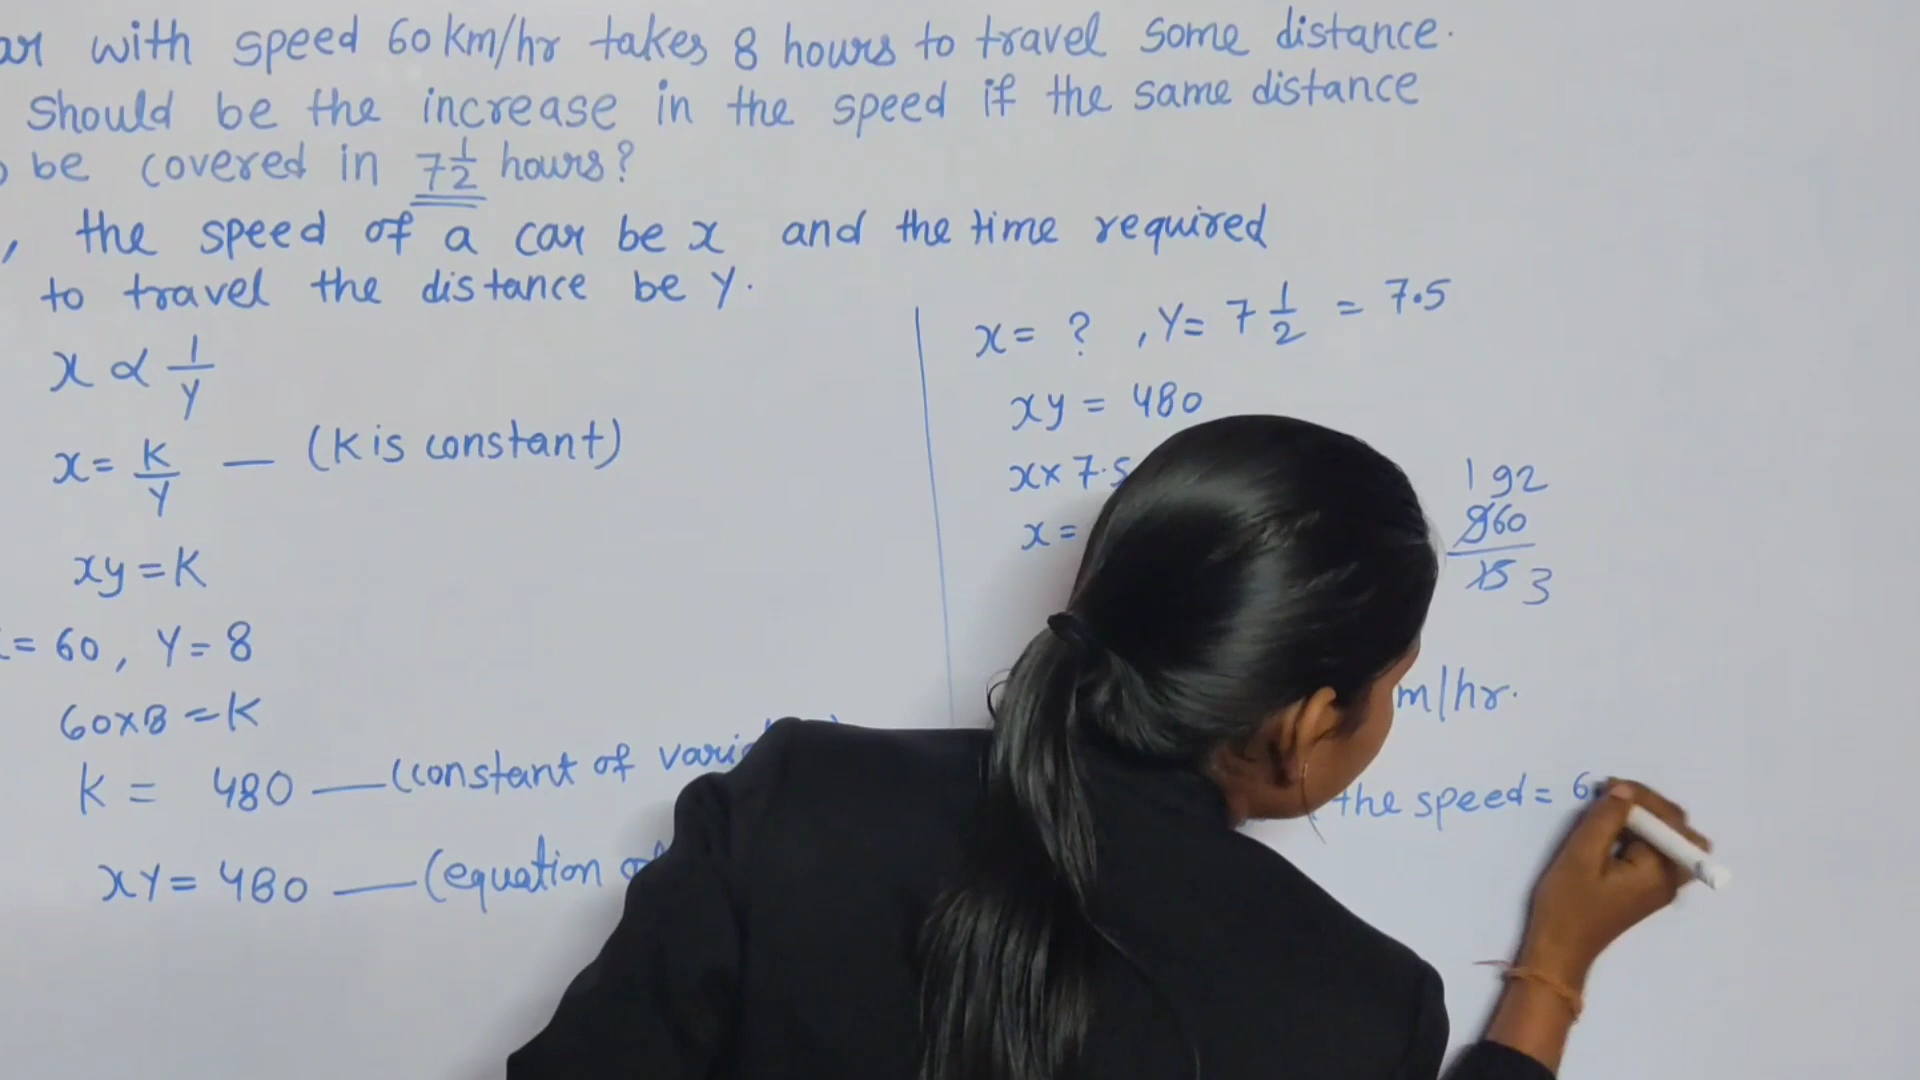 with speed 60 km/hr takes 8 hours to travel some distance.
should be the increase in the speed if the same distance
be covered in 7 1/2 hours?
, the speed of a car be x and the time required
to travel the distance be y.
x ∝ 1/y
x = K/y — (K is constant)
xy = K
= 60, y = 8
60×8 = K
k = 480 — (constant of
xy = 480 — (equation
x = ? , y = 7 1/2 = 7.5
xy = 480
x× 7.5
x =
192
960
15 3
m/hr.
the speed = 6